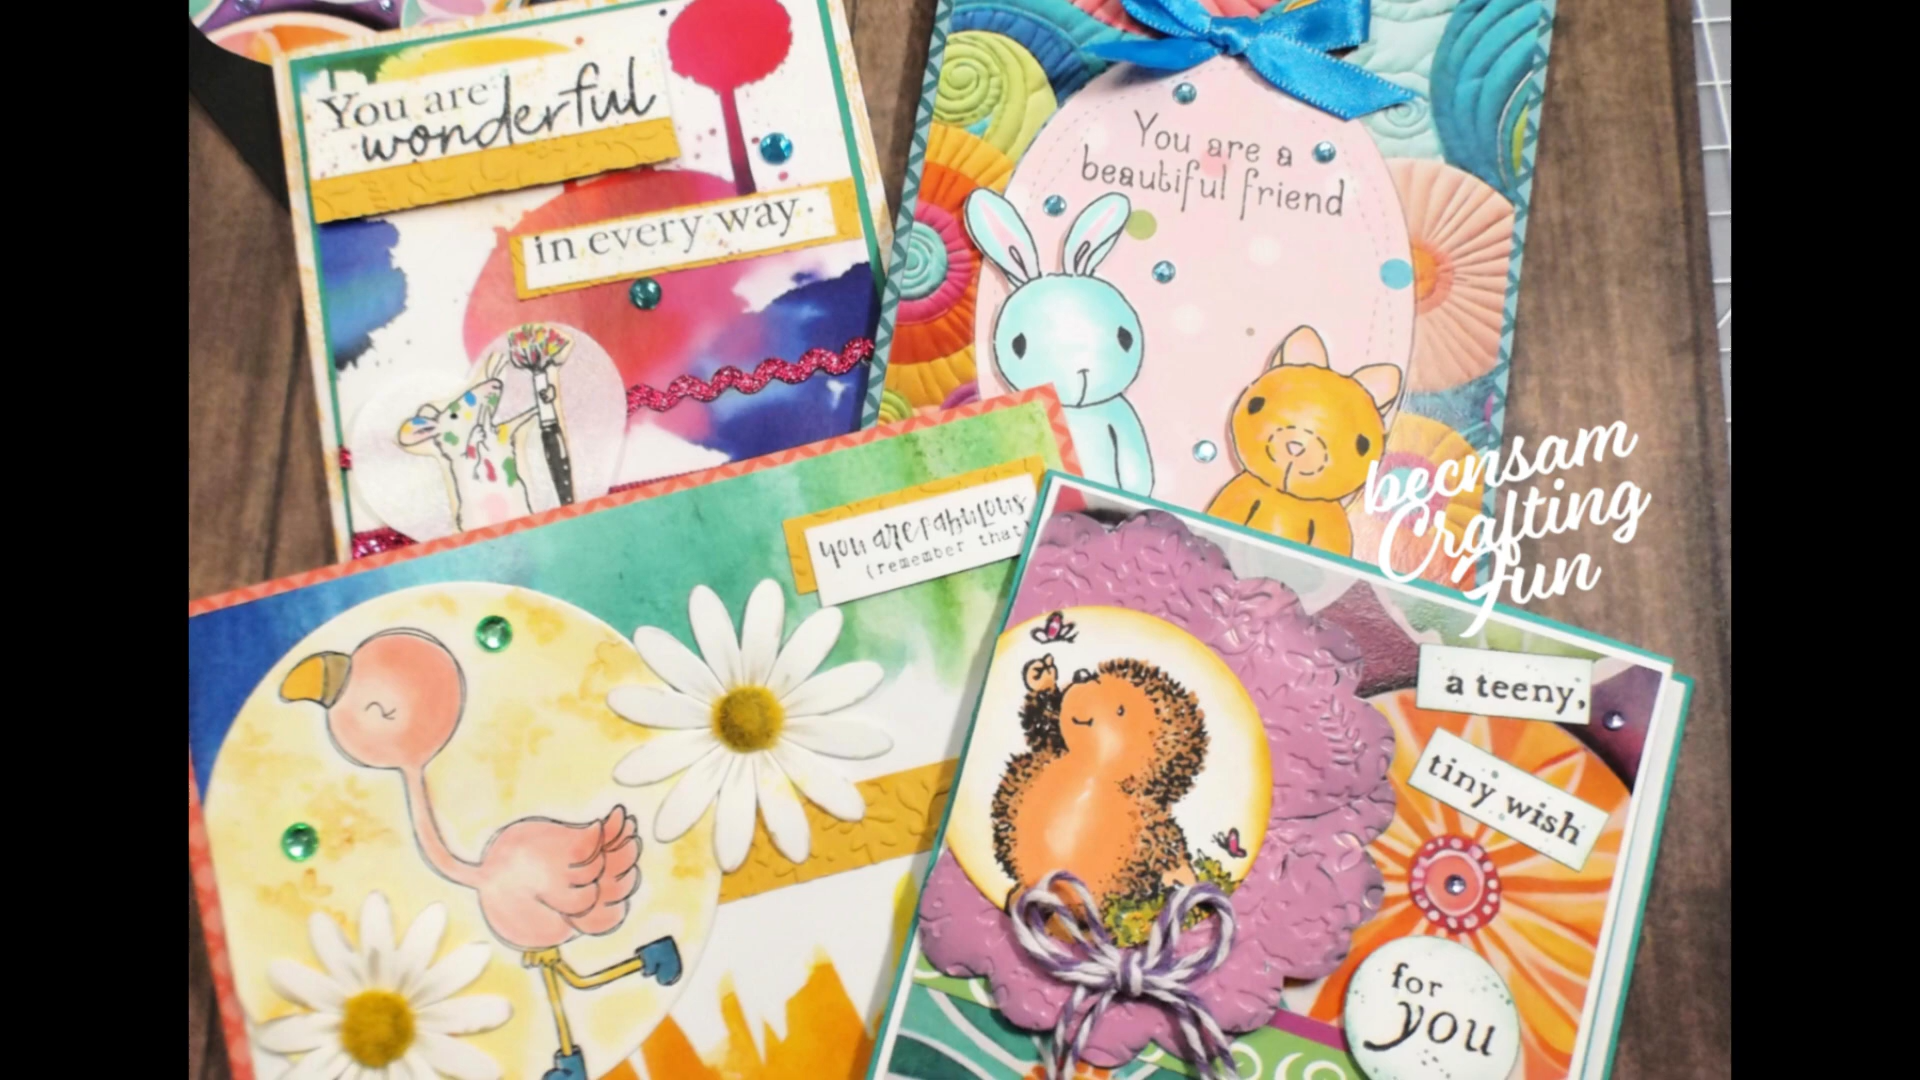 You are
wonderful
in every way.
You are a
beautiful friend
you are fabulous
(remember that
a teeny,
tiny wish
for
you
becnsam
Crafting
Fun